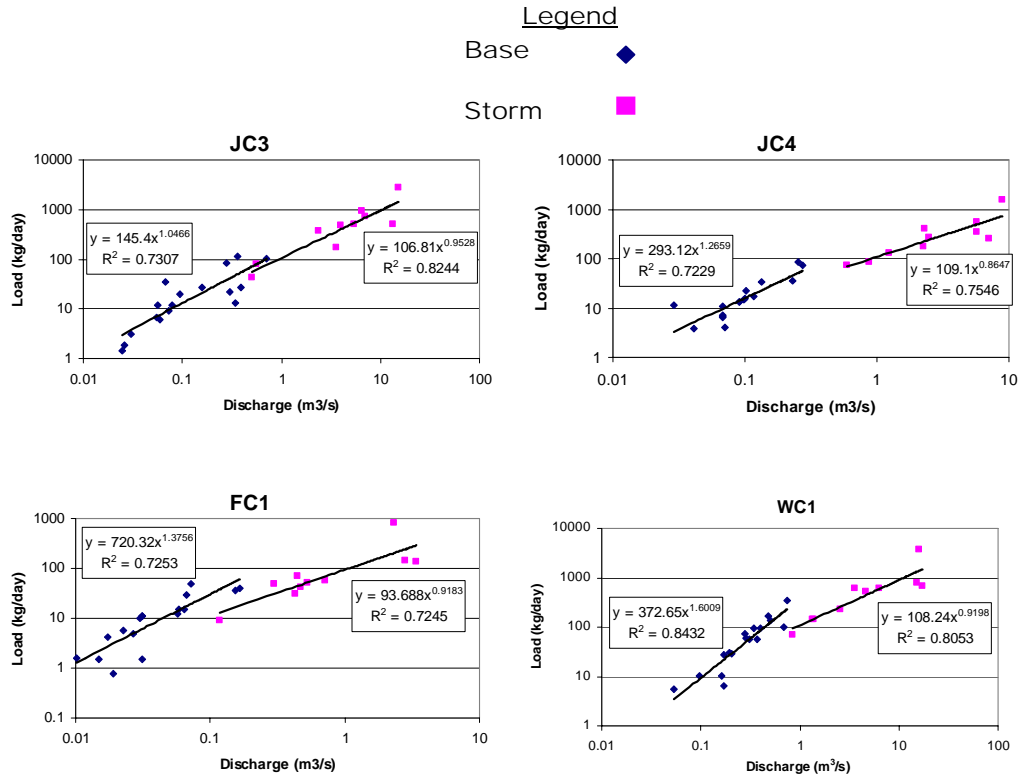 Legend
Base
Storm
JC3
Load (kg/day)
10000
1000
100
10
1
y = 145.4x^1.0466
R² = 0.7307
106.81x^0.9528
R² = 0.8244
0.01 0.1 1 10 100
Discharge (m3/s)
JC4
Load (kg/day)
10000
1000
100
10
1
y = 293.12x^1.2659
R² = 0.7229
y = 109.1x^0.8647
R² = 0.7546
0.01 0.1 1 10
Discharge (m3/s)
FC1
Load (kg/day)
1000
100
10
1
0.1
y = 720.32x^1.3756
R² = 0.7253
y = 93.688x^0.9183
R² = 0.7245
0.01 0.1 1 10
Discharge (m3/s)
WC1
Load (kg/day)
10000
1000
100
10
1
y = 372.65x^1.6009
R² = 0.8432
y = 108.24x^0.9198
R² = 0.8053
0.01 0.1 1 10 100
Discharge (m³/s)